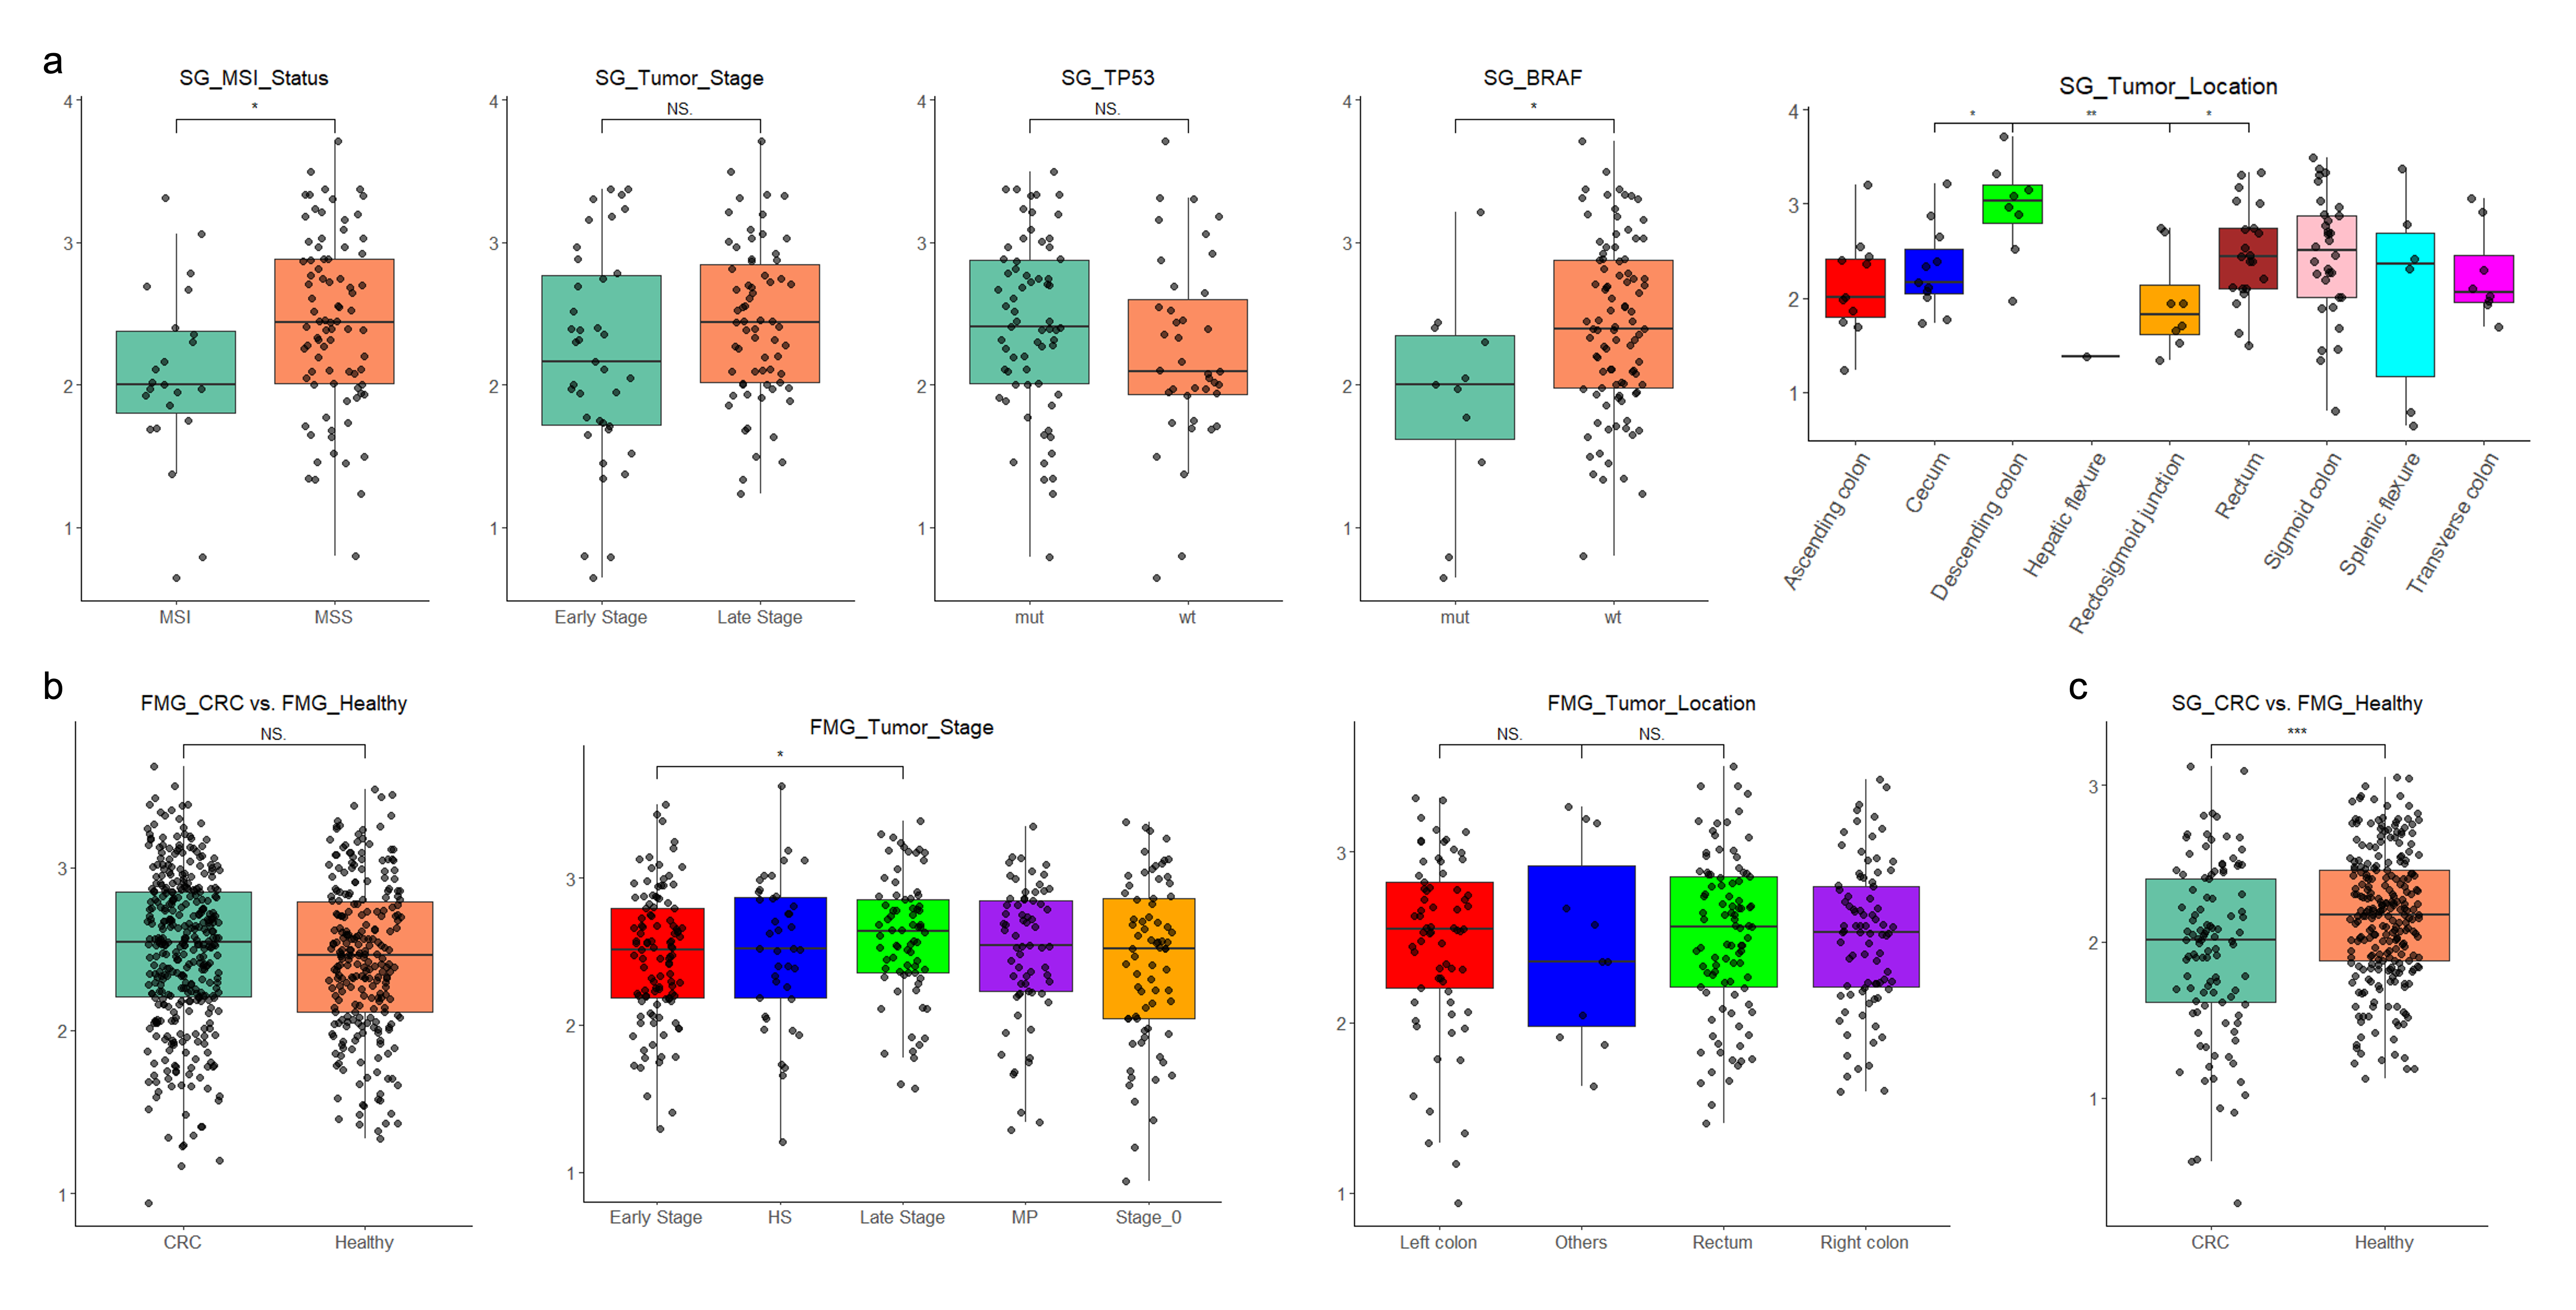 a
SG_MSI_Status
*
4
3
2
1
MSI MSS
SG_Tumor_Stage
NS.
4
3
2
1
Early Stage Late Stage
SG_TP53
NS.
4
3
2
1
mut wt
SG_BRAF
*
4
3
2
1
mut wt
SG_Tumor_Location
* ** *
4
3
2
1
Ascending colon
Cecum
Descending colon
Hepatic flexure
Rectosigmoid junction
Rectum
Sigmoid colon
Splenic flexure
Transverse colon
b
FMG_CRC vs. FMG_Healthy
NS.
3
2
1
CRC Healthy
FMG_Tumor_Stage
*
3
2
1
Early Stage HS Late Stage MP Stage_0
FMG_Tumor_Location
NS. NS.
3
2
1
Left colon Others Rectum Right colon
c
SG_CRC vs. FMG_Healthy
***
3
2
1
CRC Healthy